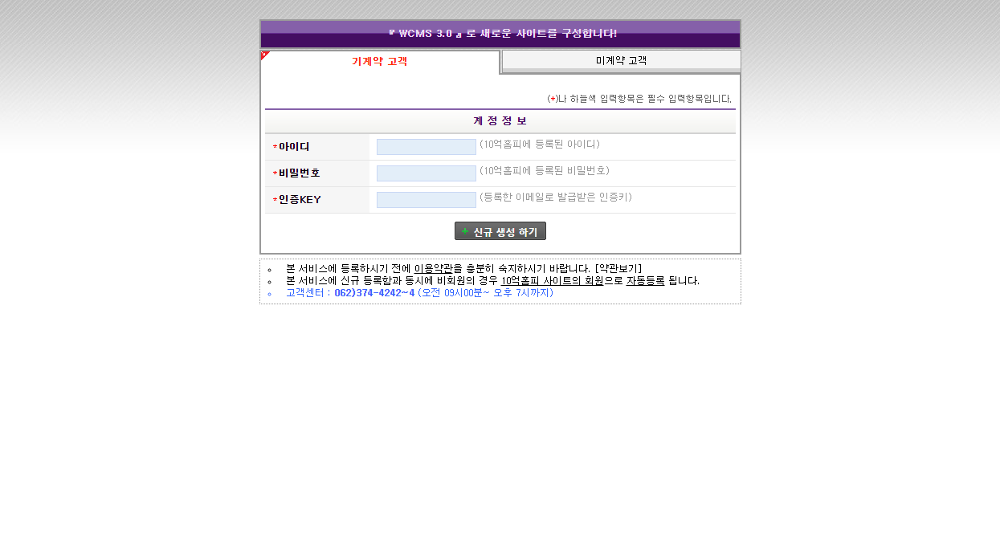 『 WCMS 3.0 』 로 새로운 사이트를 구성합니다!
기계약 고객
미계약 고객
(*)나 하늘색 입력항목은 필수 입력항목입니다.
계 정 정 보
*아이디 (10억홈피에 등록된 아이디)
*비밀번호 (10억홈피에 등록된 비밀번호)
*인증KEY (등록한 이메일로 발급받은 인증키)
+ 신규 생성 하기
본 서비스에 등록하시기 전에 이용약관을 충분히 숙지하시기 바랍니다. [약관보기]
본 서비스에 신규 등록함과 동시에 비회원의 경우 10억홈피 사이트의 회원으로 자동등록 됩니다.
고객센터 : 062)374-4242~4 (오전 09시00분~ 오후 7시까지)